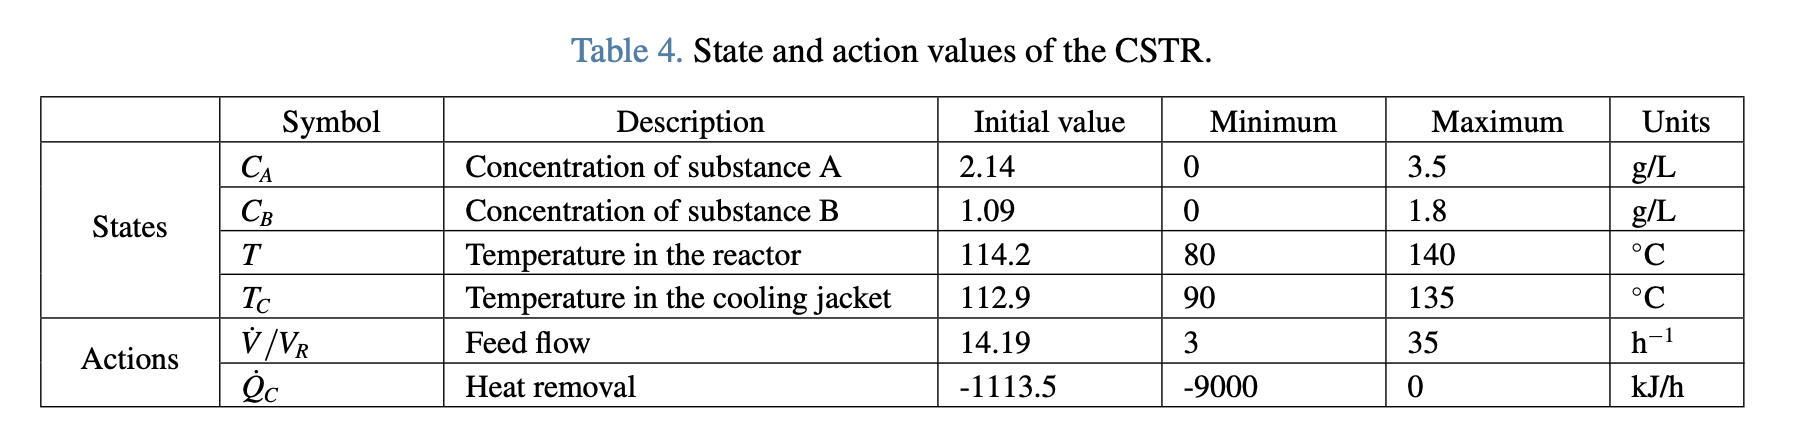 Table 4. State and action values of the CSTR.
Symbol Description Initial value Minimum Maximum Units
States
C_A Concentration of substance A 2.14 0 3.5 g/L
C_B Concentration of substance B 1.09 0 1.8 g/L
T Temperature in the reactor 114.2 80 140 °C
T_C Temperature in the cooling jacket 112.9 90 135 °C
Actions
V̇/V_R Feed flow 14.19 3 35 h⁻¹
Q̇_C Heat removal -1113.5 -9000 0 kJ/h